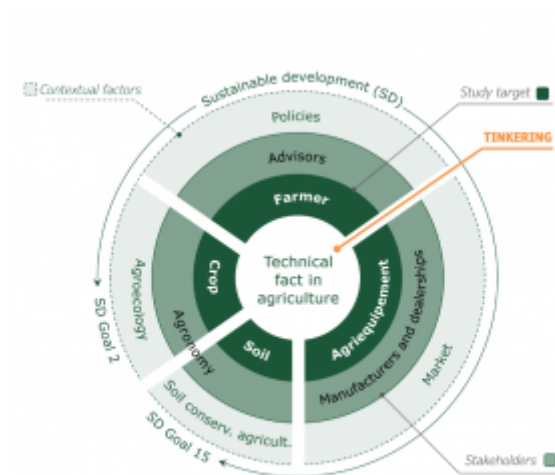 Sustainable development (SD)
Contextual factors
Study target
Policies
TINKERING
Advisors
Farmer
Technical
fact in
agriculture
Crop
Agriequipement
Manufacturers and dealerships
Agroecology
Agronomy
Soil
Market
SD Goal 2
Soil conserv. agricult.
SD Goal 15
Stakeholders